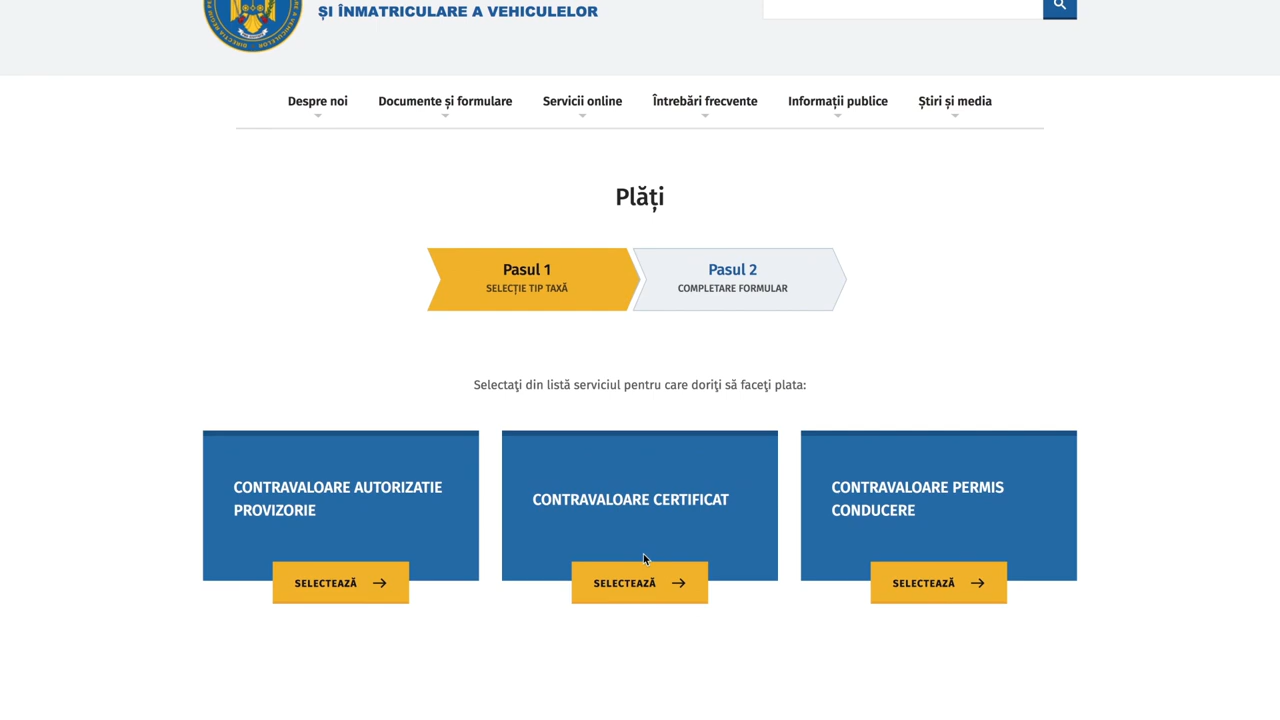 ȘI ÎNMATRICULARE A VEHICULELOR
Despre noi
Documente și formulare
Servicii online
Întrebări frecvente
Informații publice
Știri și media
Plăți
Pasul 1
SELECȚIE TIP TAXĂ
Pasul 2
COMPLETARE FORMULAR
Selectaţi din listă serviciul pentru care doriţi să faceţi plata:
CONTRAVALOARE AUTORIZATIE
PROVIZORIE
SELECTEAZĂ
CONTRAVALOARE CERTIFICAT
SELECTEAZĂ
CONTRAVALOARE PERMIS
CONDUCERE
SELECTEAZĂ